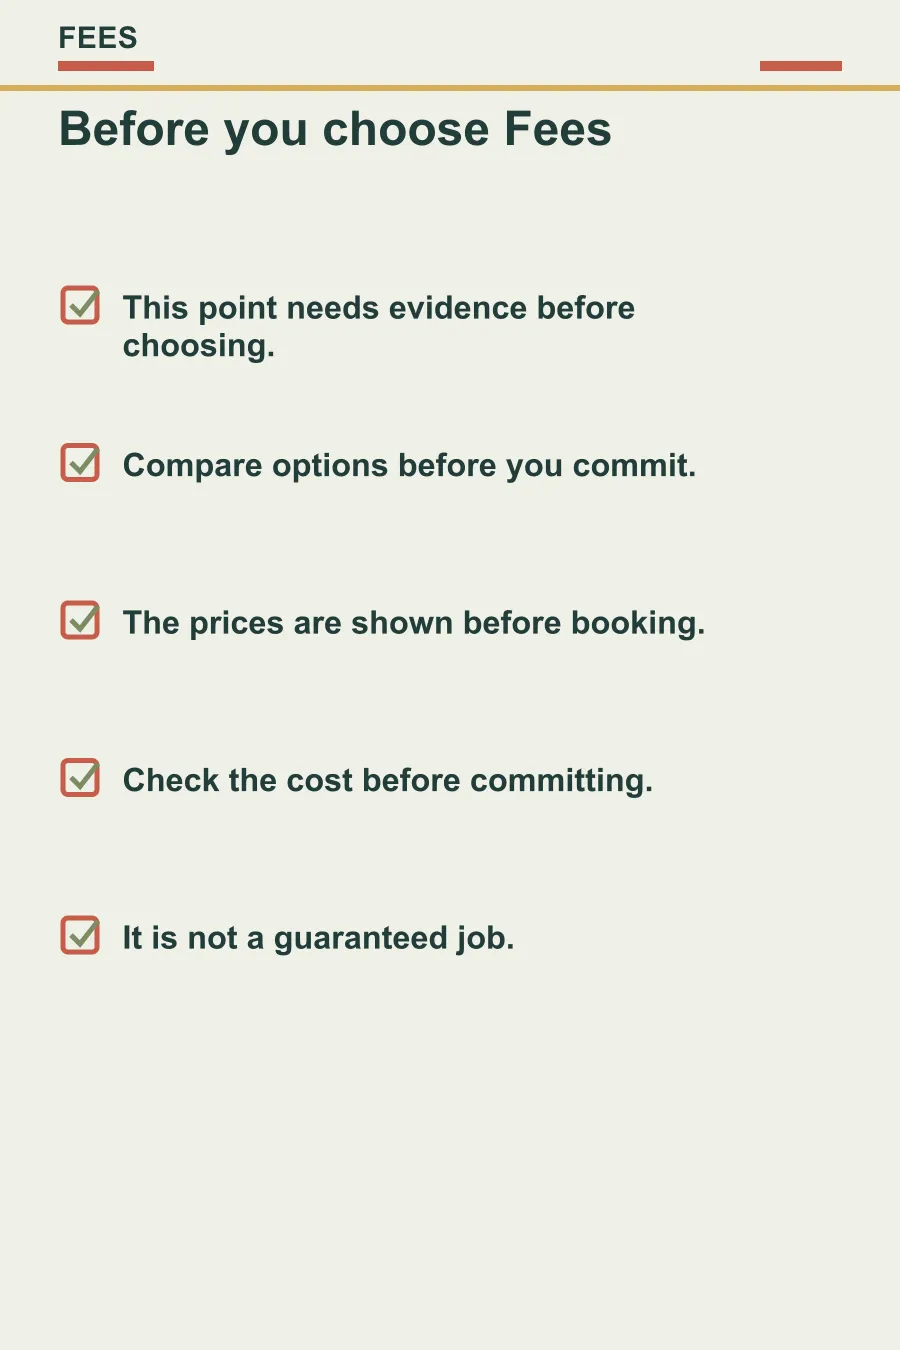 FEES
Before you choose Fees
This point needs evidence before
choosing.
Compare options before you commit.
The prices are shown before booking.
Check the cost before committing.
It is not a guaranteed job.